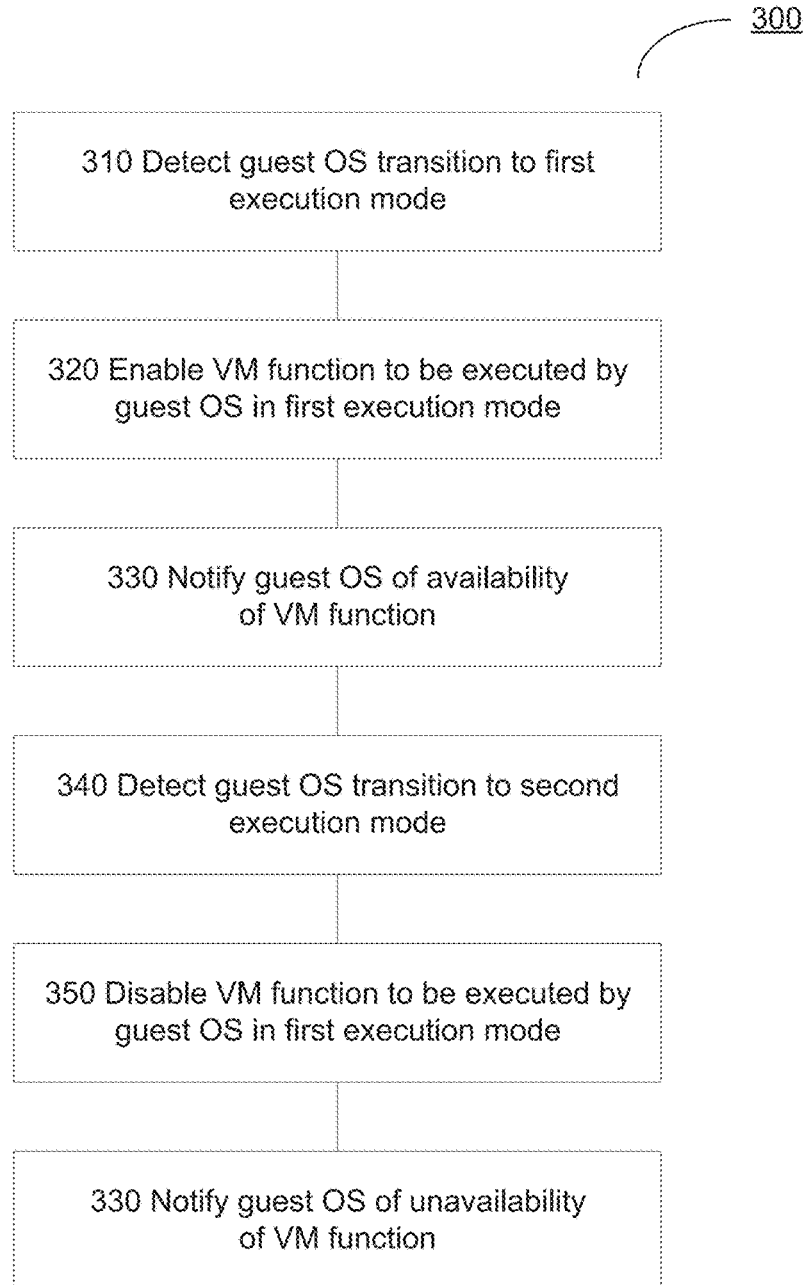 300
310 Detect guest OS transition to first
execution mode
320 Enable VM function to be executed by
guest OS in first execution mode
330 Notify guest OS of availability
of VM function
340 Detect guest OS transition to second
execution mode
350 Disable VM function to be executed by
guest OS in first execution mode
330 Notify guest OS of unavailability
of VM function